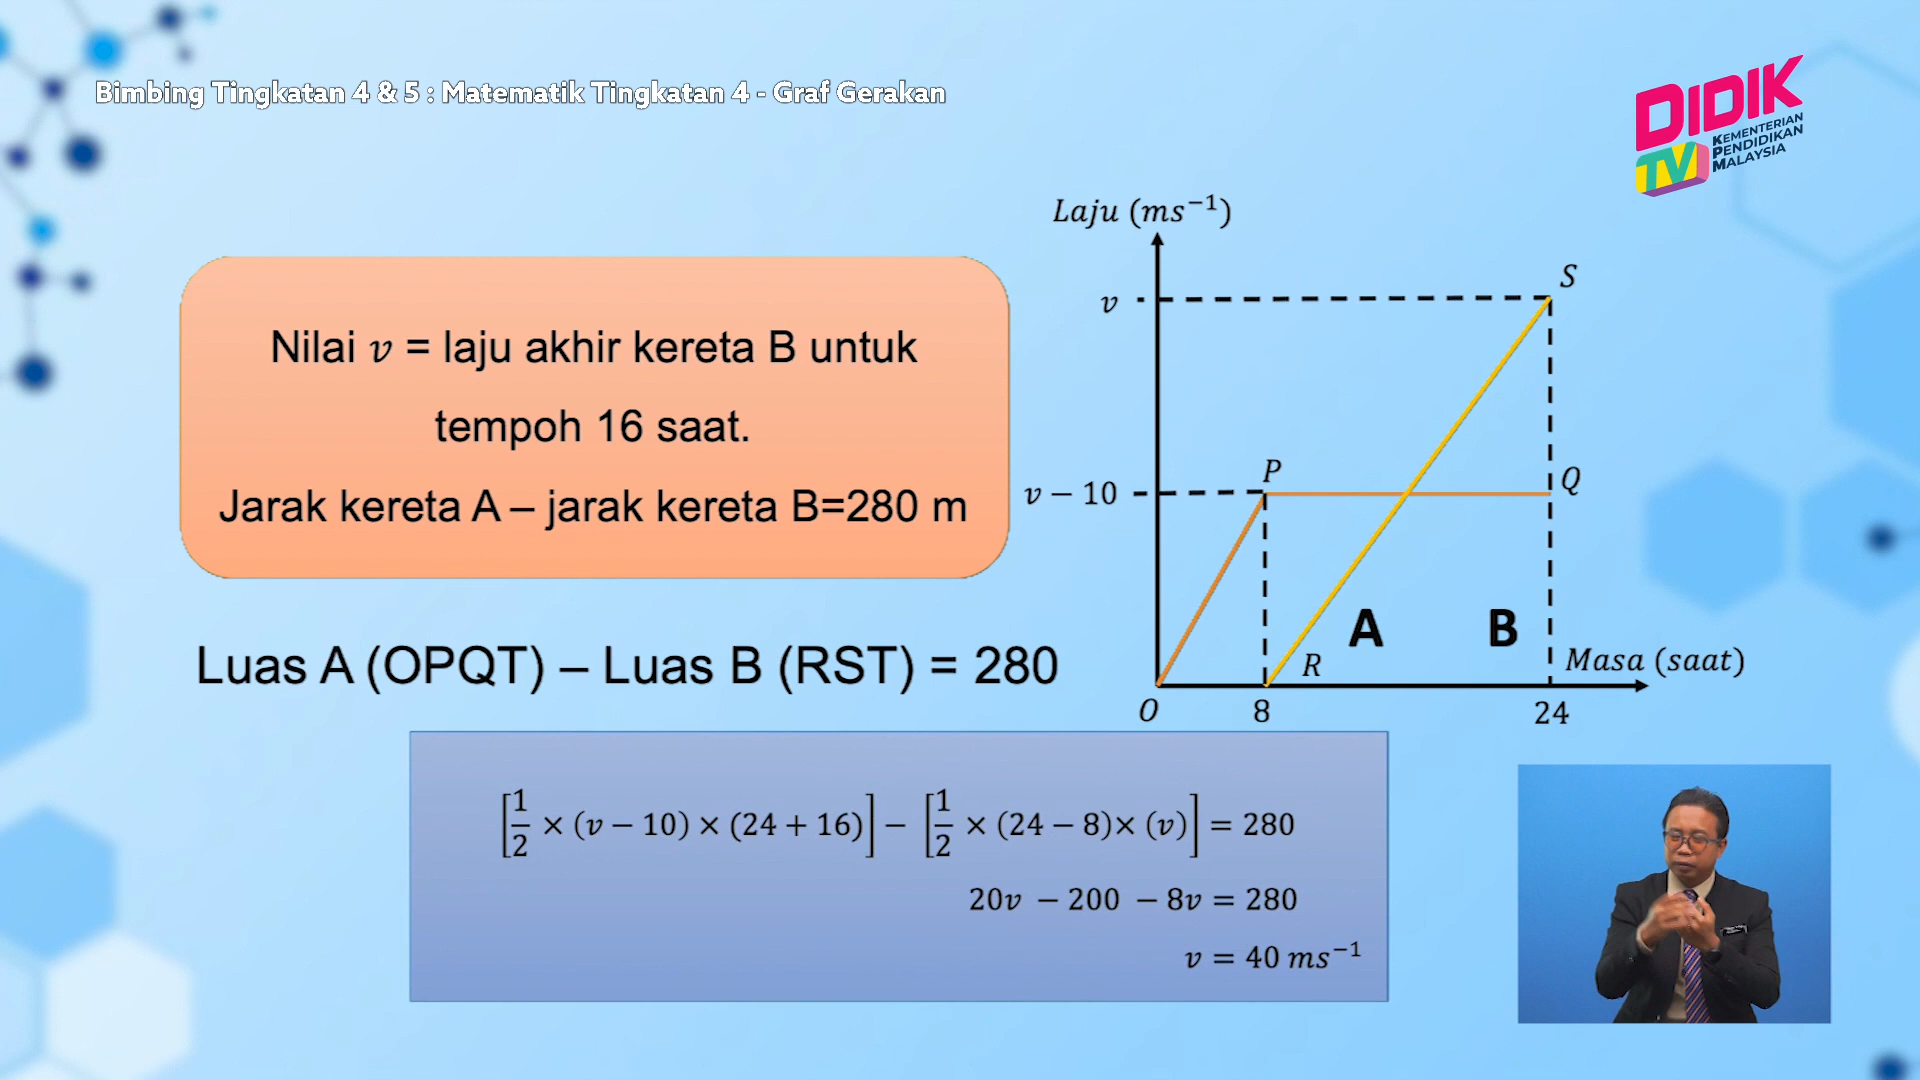 Bimbing Tingkatan 4 & 5 : Matematik Tingkatan 4 - Graf Gerakan
DIDIK
TV
KEMENTERIAN
PENDIDIKAN
MALAYSIA
Nilai v = laju akhir kereta B untuk
tempoh 16 saat.
Jarak kereta A – jarak kereta B=280 m
Luas A (OPQT) – Luas B (RST) = 280
Laju (ms⁻¹)
v
S
P
v − 10
Q
A
B
R
Masa (saat)
O
8
24
[1/2 × (v − 10) × (24 + 16)] − [1/2 × (24 − 8)× (v)] = 280
20v − 200 − 8v = 280
v = 40 ms⁻¹